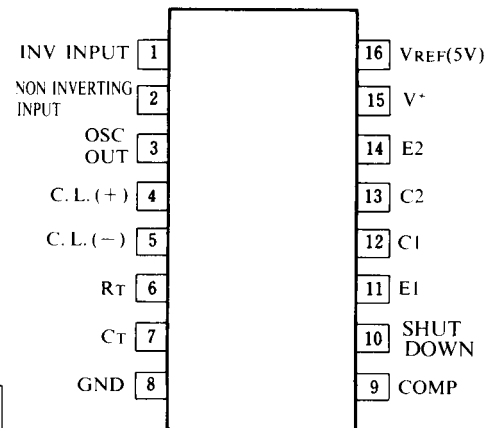 INV INPUT 1
NON INVERTING
INPUT 2
OSC
OUT 3
C. L. (+) 4
C. L. (−) 5
RT 6
CT 7
GND 8
16 VREF(5V)
15 V+
14 E2
13 C2
12 C1
11 E1
10 SHUT
DOWN
9 COMP